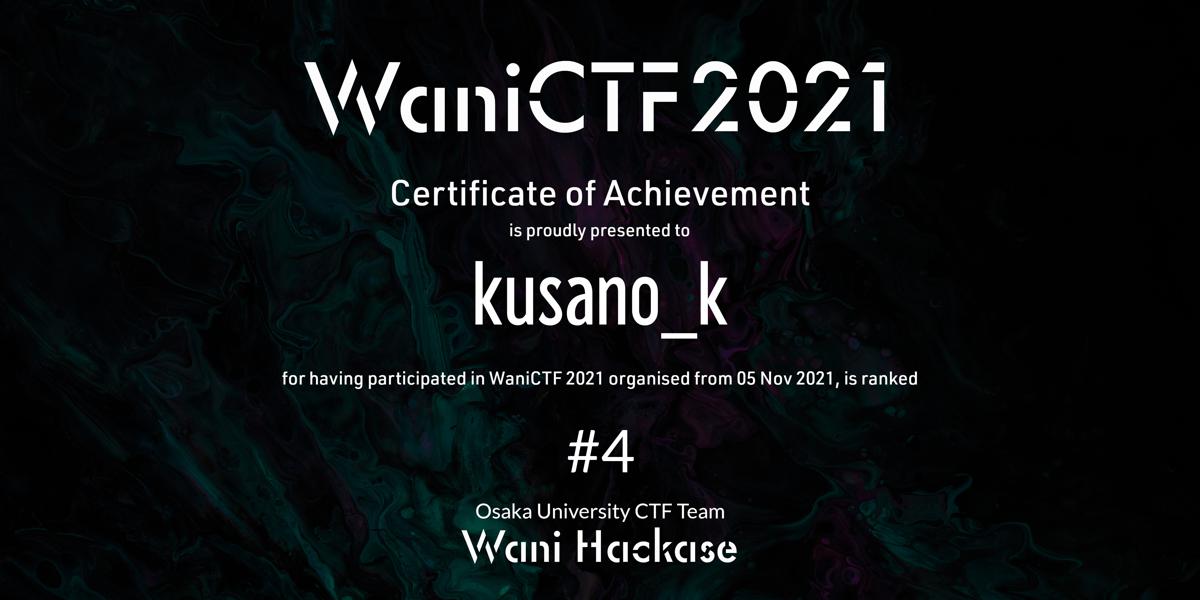 WaniCTF2021
Certificate of Achievement
is proudly presented to
kusano_k
for having participated in WaniCTF 2021 organised from 05 Nov 2021, is ranked
#4
Osaka University CTF Team
Wani Hackase